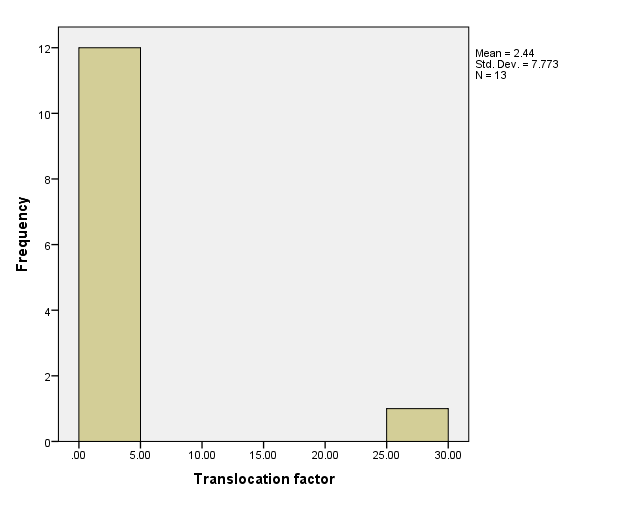 Mean = 2.44
Std. Dev. = 7.773
N = 13
12
10
8
6
4
2
0
Frequency
.00 5.00 10.00 15.00 20.00 25.00 30.00
Translocation factor